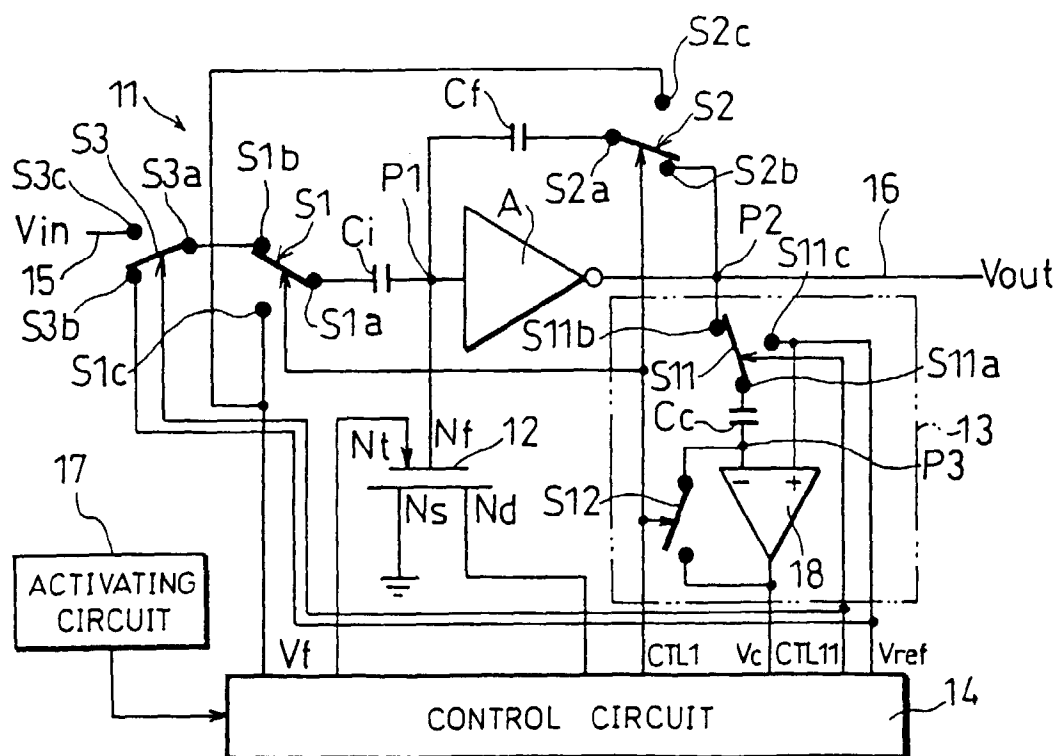 S2c
11
Cf
S2
S3
S1b
S3c
S3a
S1
P1
S2a
S2b
A
16
Vin
Ci
P2
S11c
15
Vout
S3b
S1a
S11b
S1c
S11
S11a
Nf
12
Cc
13
Nt
P3
17
Ns
Nd
S12
- +
18
ACTIVATING
CIRCUIT
Vf
CTL1
Vc
CTL11
Vref
14
CONTROL CIRCUIT